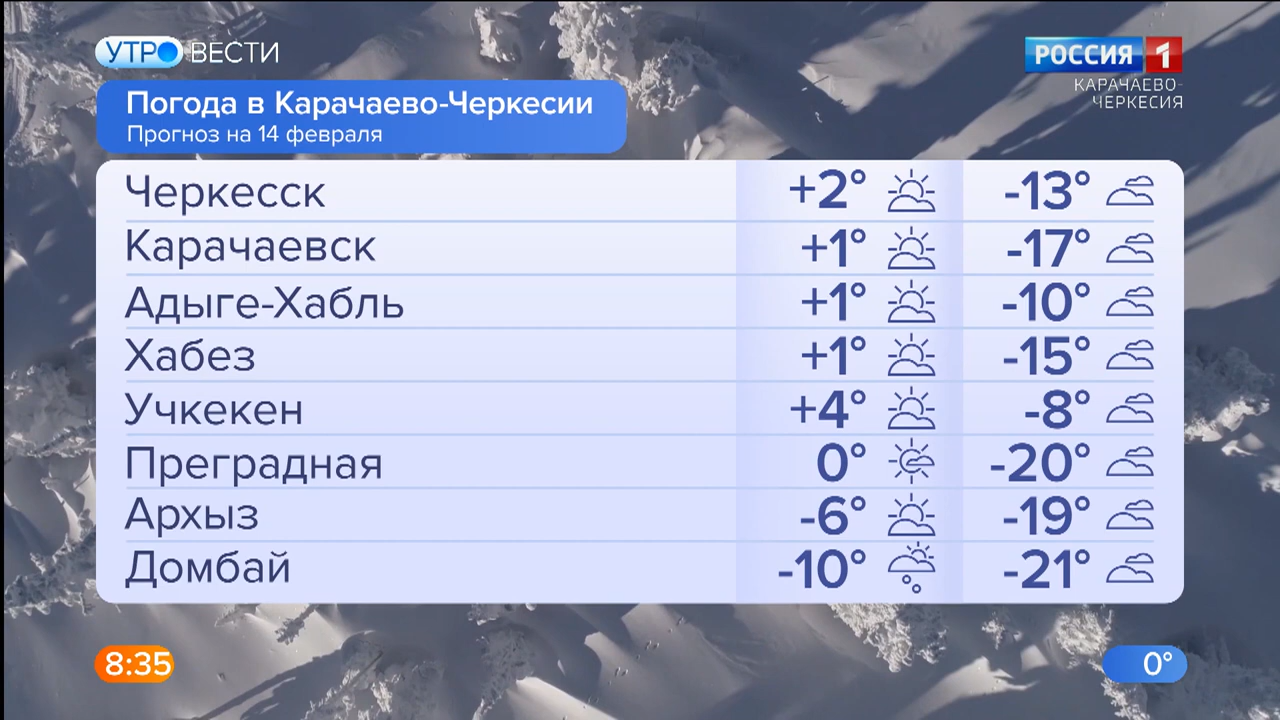 УТРО ВЕСТИ
РОССИЯ 1
КАРАЧАЕВО-
ЧЕРКЕСИЯ
Погода в Карачаево-Черкесии
Прогноз на 14 февраля
Черкесск +2° -13°
Карачаевск +1° -17°
Адыге-Хабль +1° -10°
Хабез +1° -15°
Учкекен +4° -8°
Преградная 0° -20°
Архыз -6° -19°
Домбай -10° -21°
8:35
0°